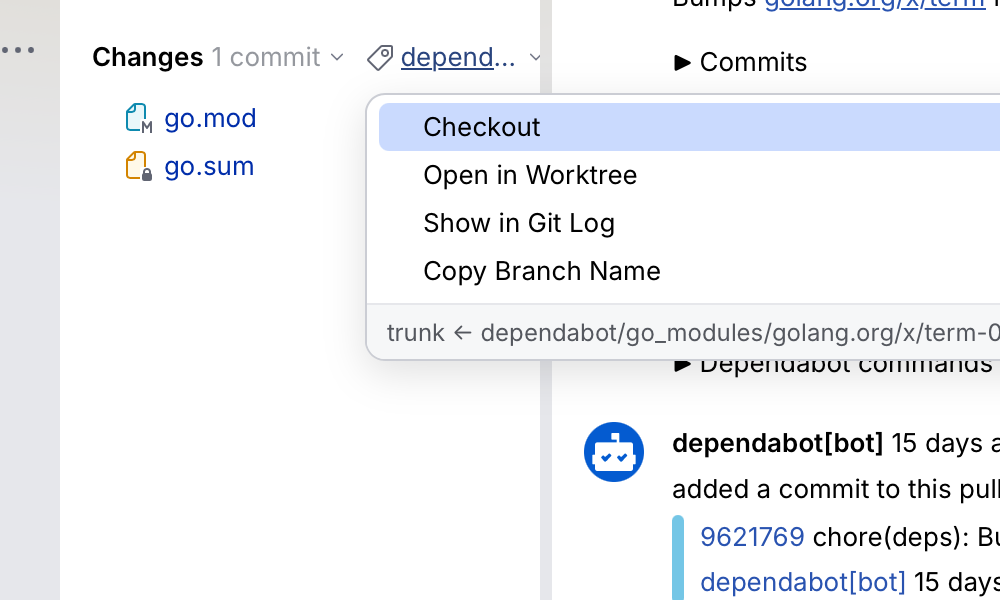 Bumps golang.org/x/term
Changes 1 commit depend...
Commits
go.mod
go.sum
Checkout
Open in Worktree
Show in Git Log
Copy Branch Name
trunk ← dependabot/go_modules/golang.org/x/term-0
Dependabot commands
dependabot[bot] 15 days a
added a commit to this pull
9621769 chore(deps): Bu
dependabot[bot] 15 days